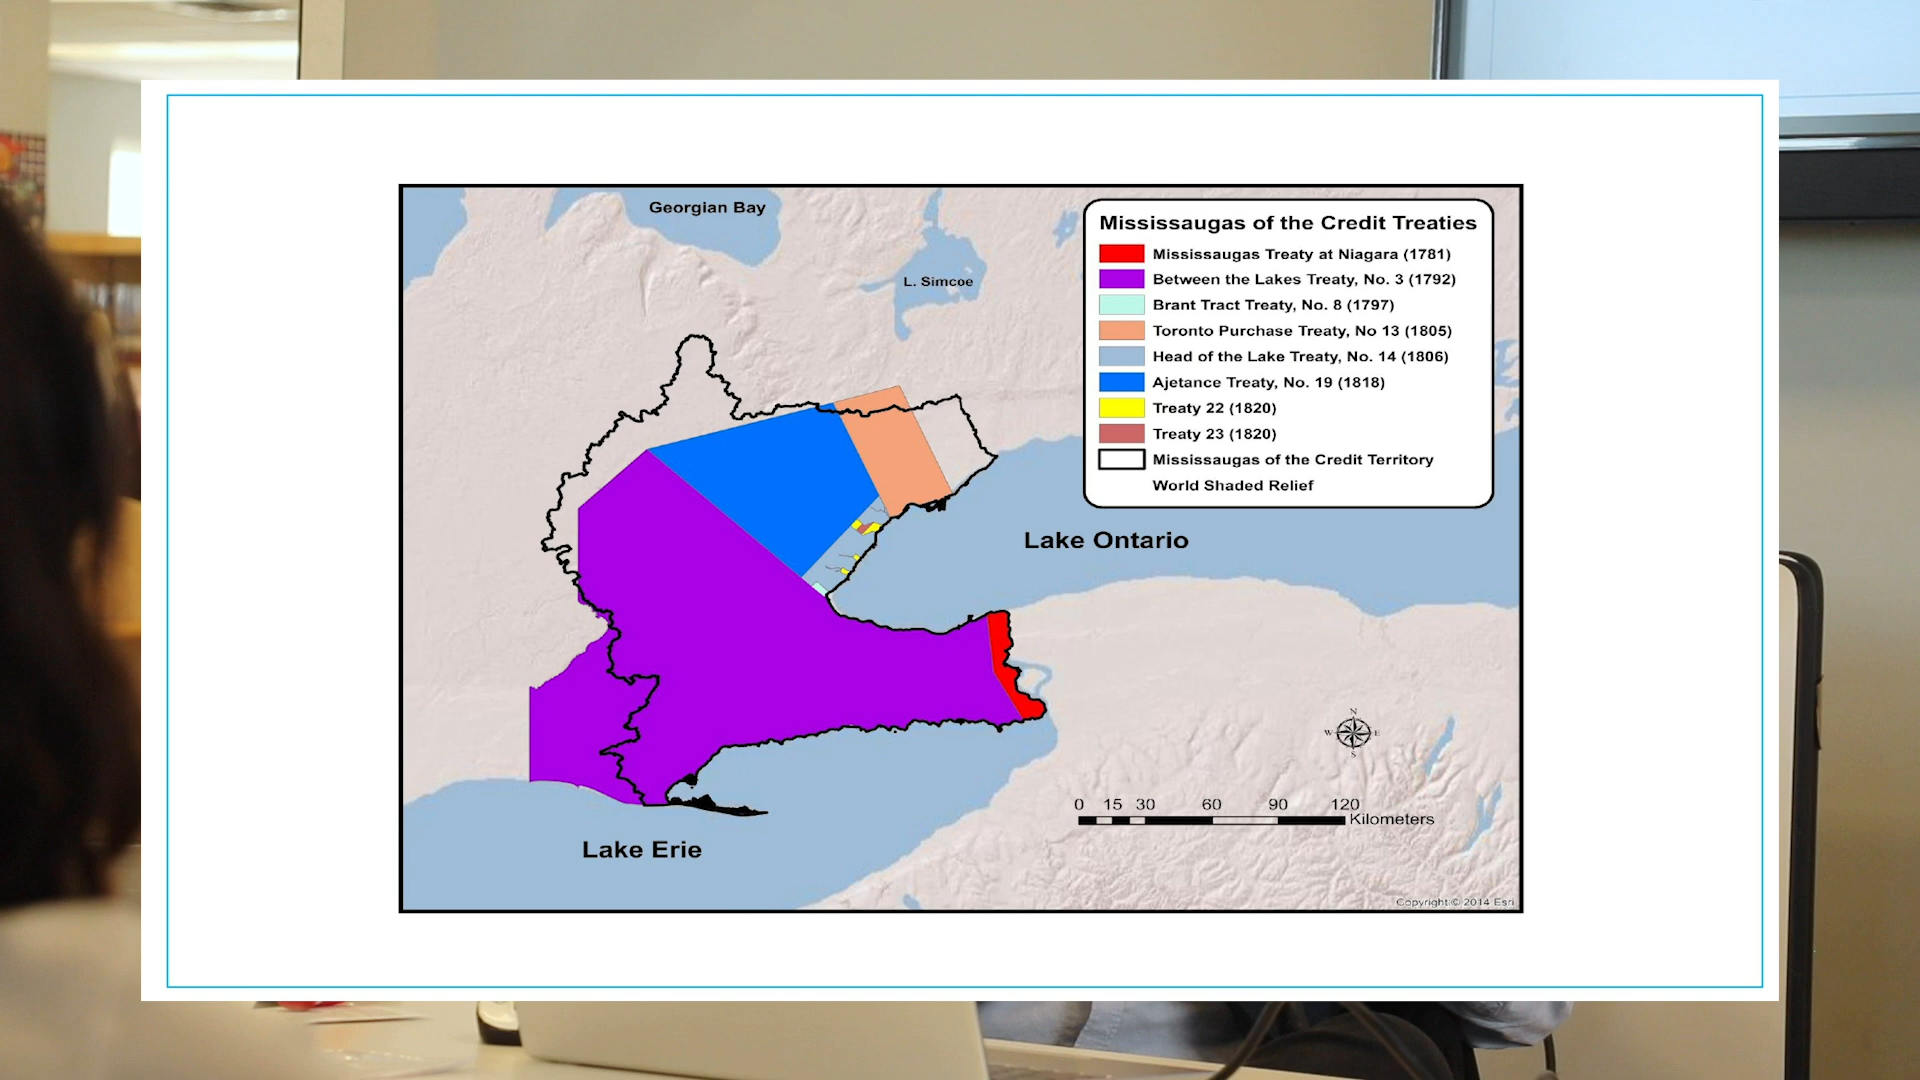 Georgian Bay
L. Simcoe
Mississaugas of the Credit Treaties
Mississaugas Treaty at Niagara (1781)
Between the Lakes Treaty, No. 3 (1792)
Brant Tract Treaty, No. 8 (1797)
Toronto Purchase Treaty, No 13 (1805)
Head of the Lake Treaty, No. 14 (1806)
Ajetance Treaty, No. 19 (1818)
Treaty 22 (1820)
Treaty 23 (1820)
Mississaugas of the Credit Territory
World Shaded Relief
Lake Ontario
N
W E
S
0 15 30 60 90 120
Kilometers
Lake Erie
Copyright:© 2014 Esri